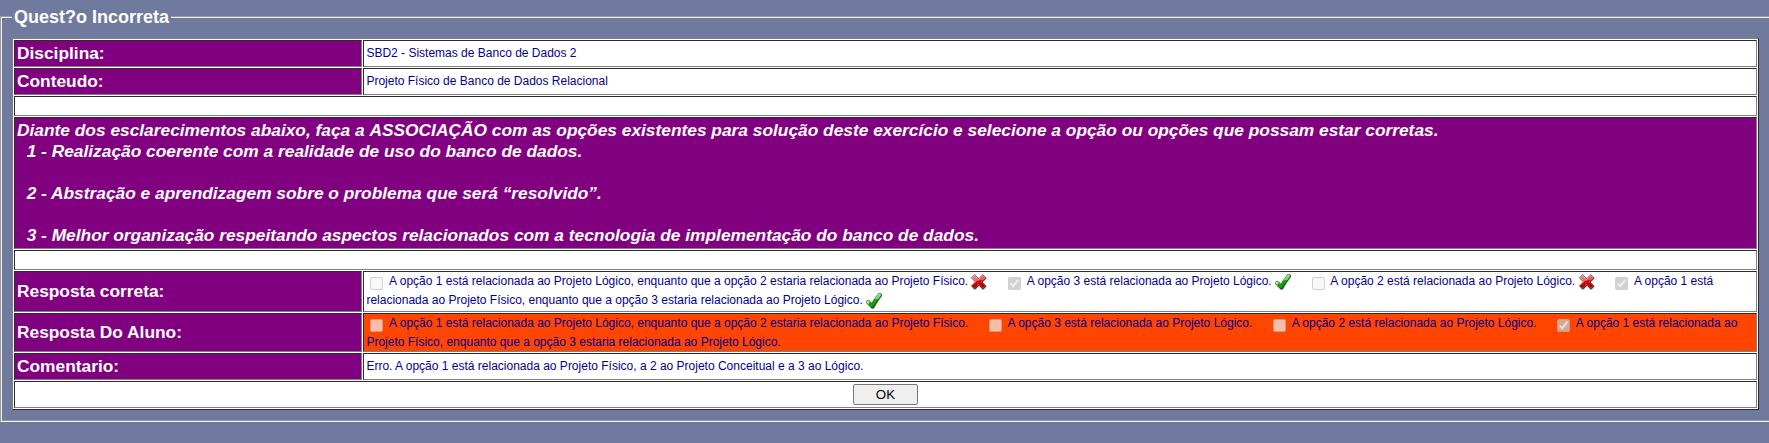 Quest?o Incorreta
Disciplina: SBD2 - Sistemas de Banco de Dados 2
Conteudo: Projeto Físico de Banco de Dados Relacional
Diante dos esclarecimentos abaixo, faça a ASSOCIAÇÃO com as opções existentes para solução deste exercício e selecione a opção ou opções que possam estar corretas.
1 - Realização coerente com a realidade de uso do banco de dados.
2 - Abstração e aprendizagem sobre o problema que será “resolvido”.
3 - Melhor organização respeitando aspectos relacionados com a tecnologia de implementação do banco de dados.
Resposta correta: A opção 1 está relacionada ao Projeto Lógico, enquanto que a opção 2 estaria relacionada ao Projeto Físico. A opção 3 está relacionada ao Projeto Lógico. A opção 2 está relacionada ao Projeto Lógico. A opção 1 está
relacionada ao Projeto Físico, enquanto que a opção 3 estaria relacionada ao Projeto Lógico.
Resposta Do Aluno: A opção 1 está relacionada ao Projeto Lógico, enquanto que a opção 2 estaria relacionada ao Projeto Físico. A opção 3 está relacionada ao Projeto Lógico. A opção 2 está relacionada ao Projeto Lógico. A opção 1 está relacionada ao
Projeto Físico, enquanto que a opção 3 estaria relacionada ao Projeto Lógico.
Comentario: Erro. A opção 1 está relacionada ao Projeto Físico, a 2 ao Projeto Conceitual e a 3 ao Lógico.
OK